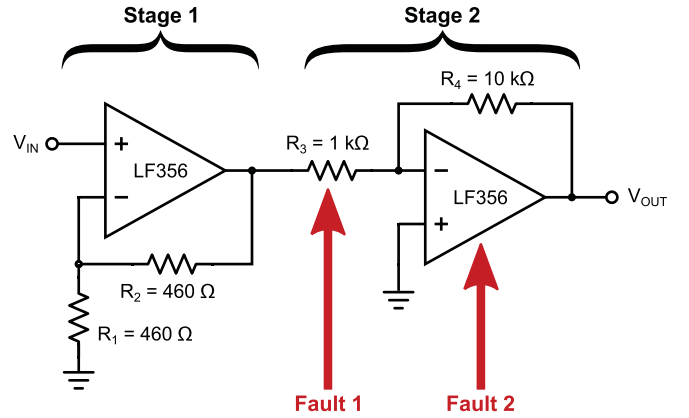 Stage 1
Stage 2
R4 = 10 kΩ
R3 = 1 kΩ
VIN
+
LF356
−
−
LF356
+
VOUT
R2 = 460 Ω
R1 = 460 Ω
Fault 1
Fault 2